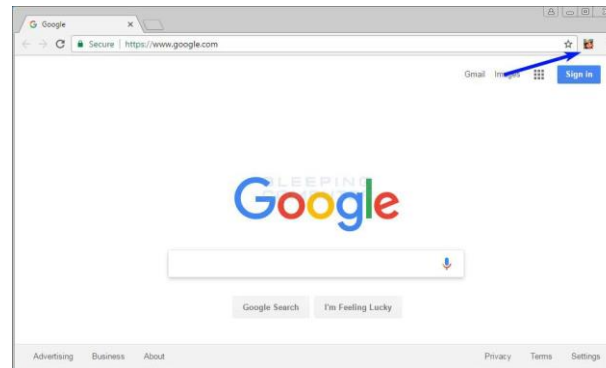 G Google
Secure | https://www.google.com
Gmail Images
Sign in
BLEEPING
Google
Google Search I'm Feeling Lucky
Advertising Business About
Privacy Terms Settings